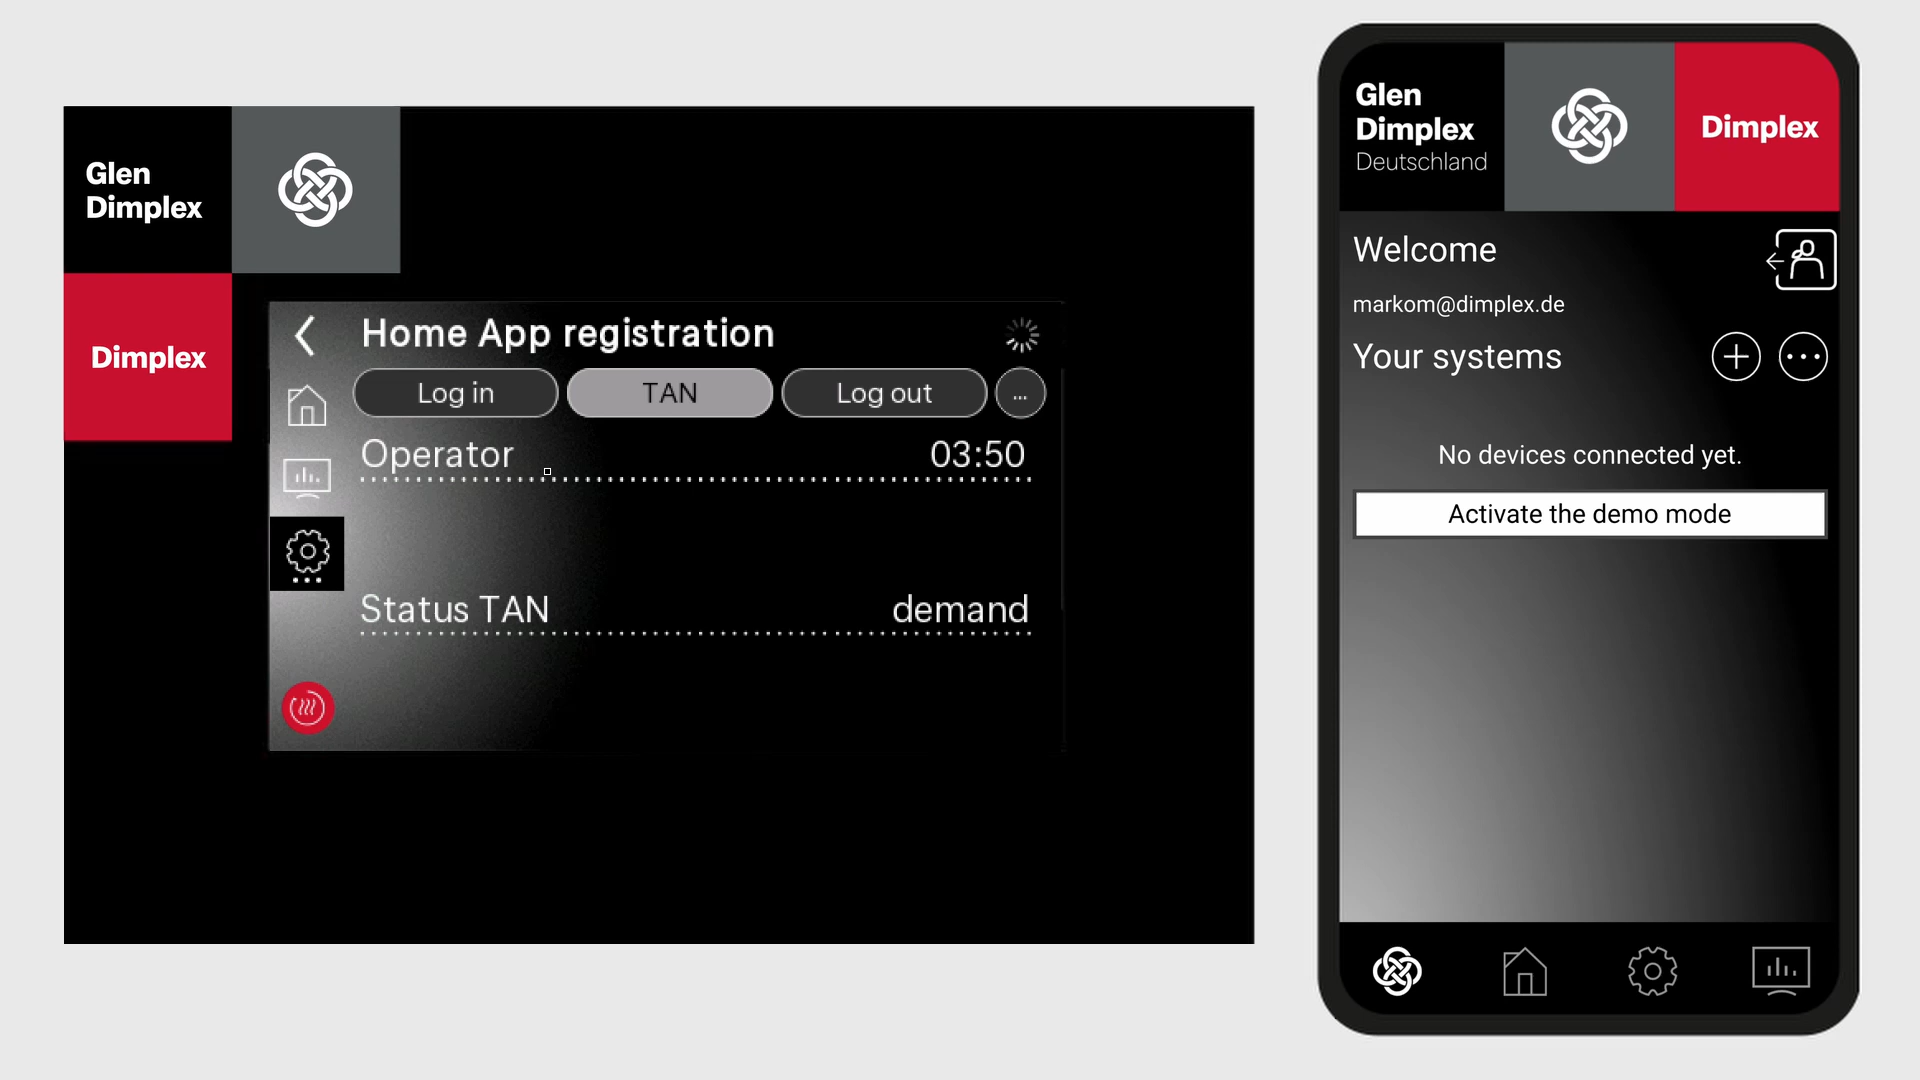 Glen
Dimplex
Dimplex
Home App registration
Log in
TAN
Log out
...
Operator
03:50
Status TAN
demand
Glen
Dimplex
Deutschland
Dimplex
Welcome
markom@dimplex.de
Your systems
No devices connected yet.
Activate the demo mode